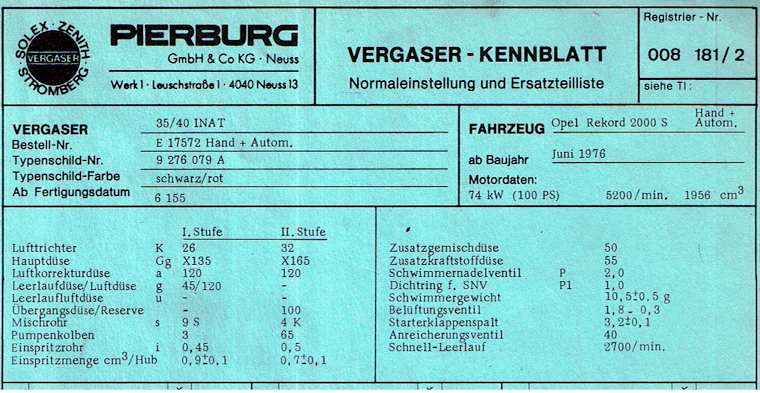 SOLEX · ZENITH
VERGASER
STROMBERG
PIERBURG
GmbH & Co KG · Neuss
Werk 1 · Leuschstraße 1 · 4040 Neuss 13
VERGASER - KENNBLATT
Normaleinstellung und Ersatzteilliste
Registrier - Nr.
008 181/2
siehe TI:
VERGASER 35/40 INAT
Bestell-Nr. E 17572 Hand + Autom.
Typenschild-Nr. 9 276 079 A
Typenschild-Farbe schwarz/rot
Ab Fertigungsdatum 6 155
FAHRZEUG Opel Rekord 2000 S Hand + Autom.
ab Baujahr Juni 1976
Motordaten:
74 kW (100 PS) 5200/min. 1956 cm³
I. Stufe II. Stufe
Lufttrichter K 26 32
Hauptdüse Gg X135 X165
Luftkorrekturdüse a 120 120
Leerlaufdüse/Luftdüse g 45/120 -
Leerlaufluftdüse u - -
Übergangsdüse/Reserve - 100
Mischrohr s 9 S 4 K
Pumpenkolben 3 65
Einspritzrohr i 0,45 0,5
Einspritzmenge cm³/Hub 0,9±0,1 0,7±0,1
Zusatzgemischdüse 50
Zusatzkraftstoffdüse 55
Schwimmernadelventil P 2,0
Dichtring f. SNV P1 1,0
Schwimmergewicht 10,5±0,5 g
Belüftungsventil 1,8 - 0,3
Starterklappenspalt 3,2±0,1
Anreicherungsventil 40
Schnell-Leerlauf 2700/min.